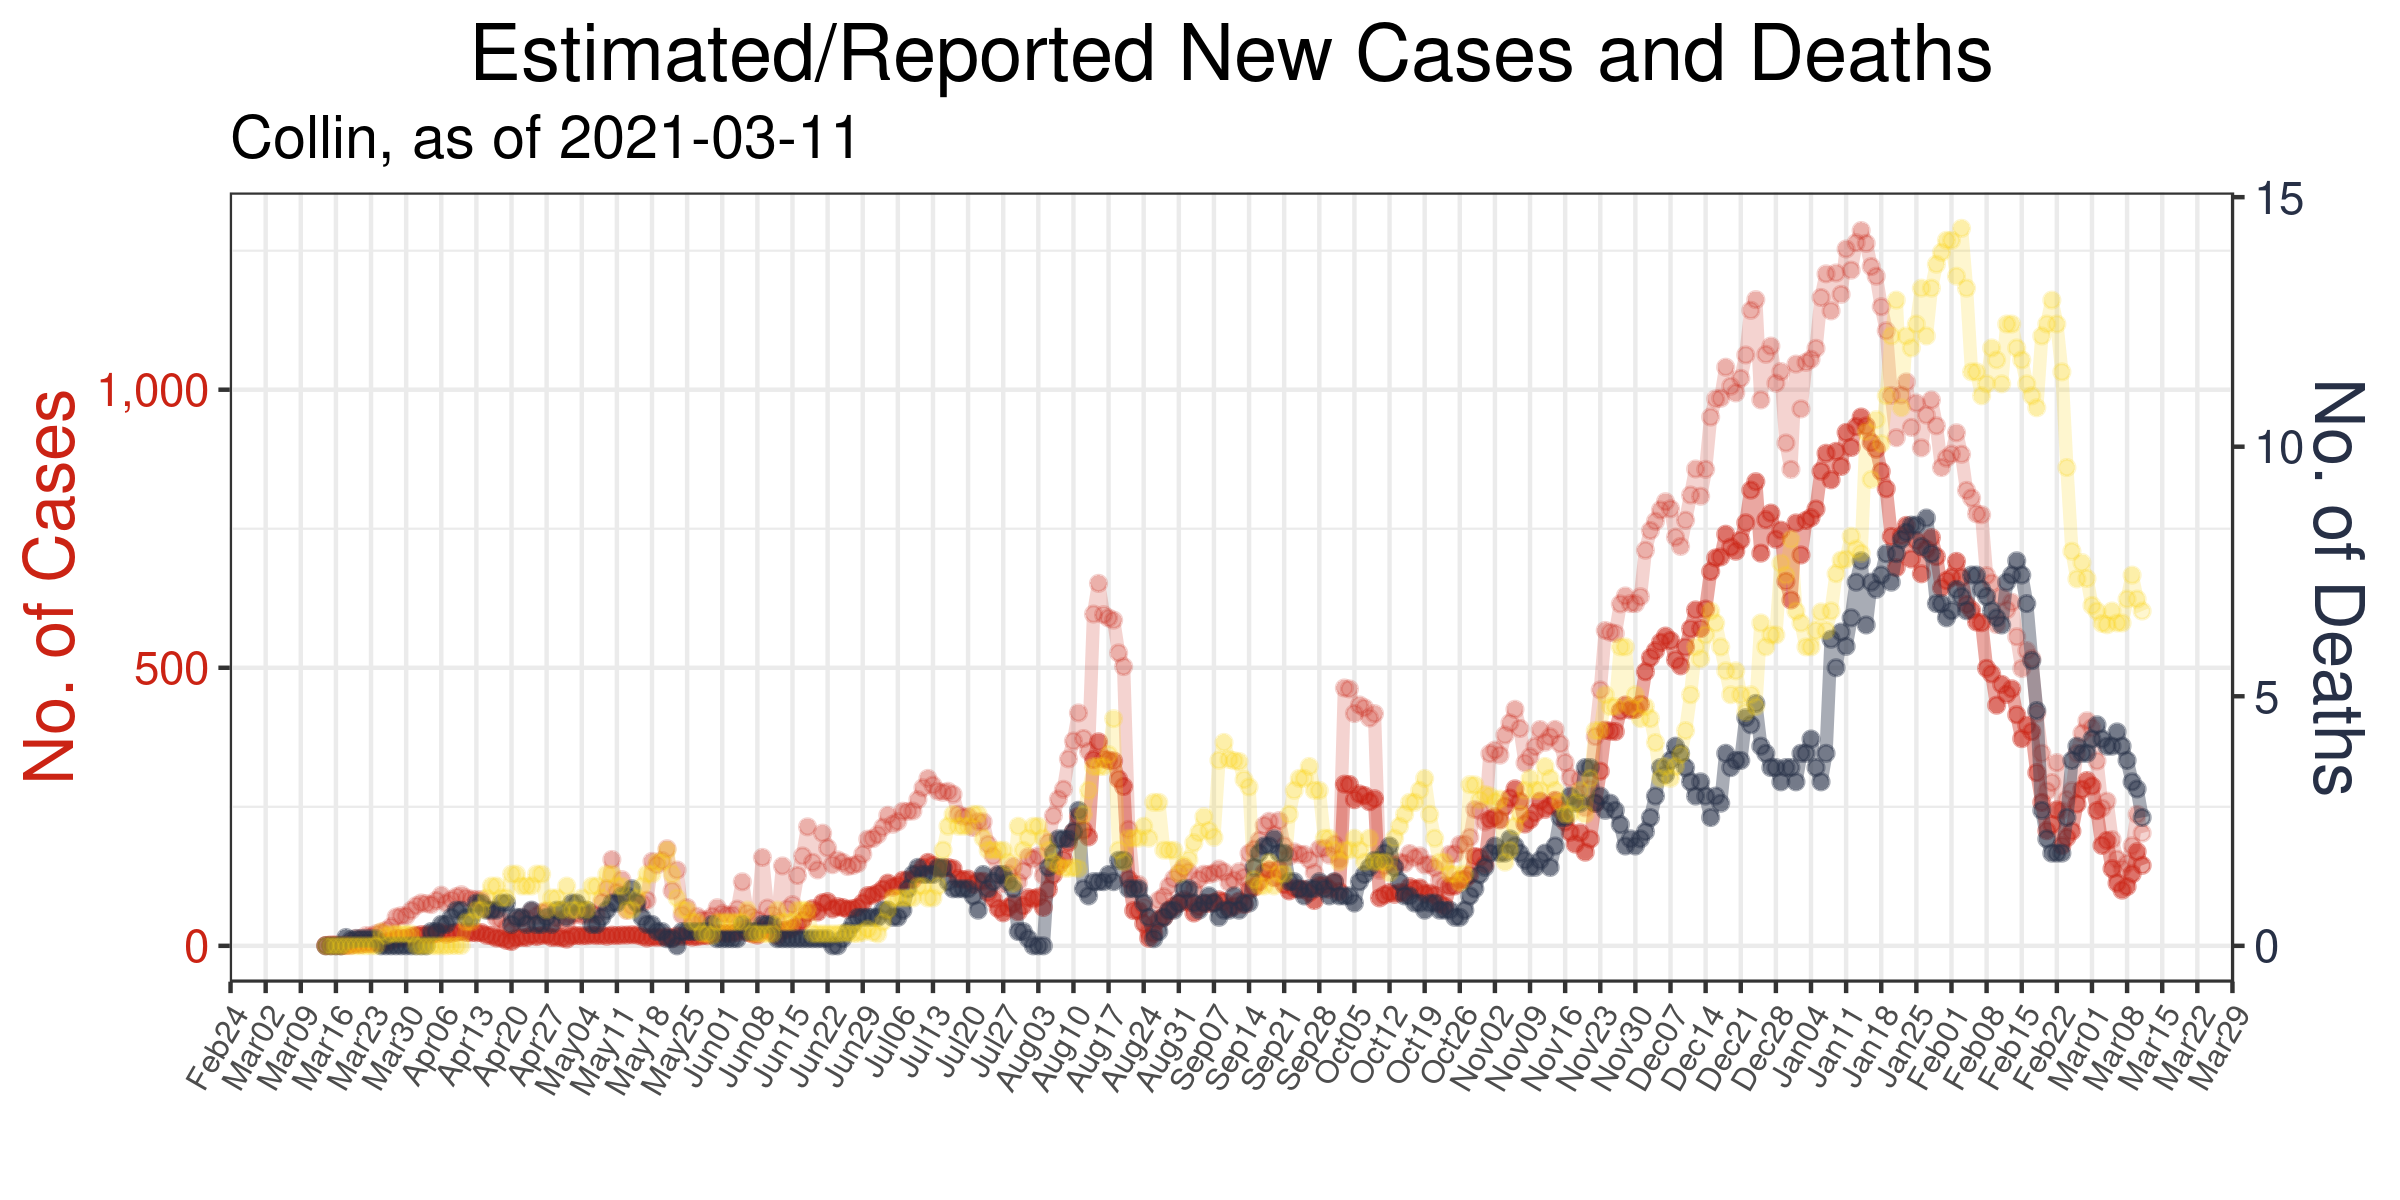 Estimated/Reported New Cases and Deaths
Collin, as of 2021-03-11
No. of Cases
1,000
500
0
15
10
5
0
No. of Deaths
Feb24
Mar02
Mar09
Mar16
Mar23
Mar30
Apr06
Apr13
Apr20
Apr27
May04
May11
May18
May25
Jun01
Jun08
Jun15
Jun22
Jun29
Jul06
Jul13
Jul20
Jul27
Aug03
Aug10
Aug17
Aug24
Aug31
Sep07
Sep14
Sep21
Sep28
Oct05
Oct12
Oct19
Oct26
Nov02
Nov09
Nov16
Nov23
Nov30
Dec07
Dec14
Dec21
Dec28
Jan04
Jan11
Jan18
Jan25
Feb01
Feb08
Feb15
Feb22
Mar01
Mar08
Mar15
Mar22
Mar29